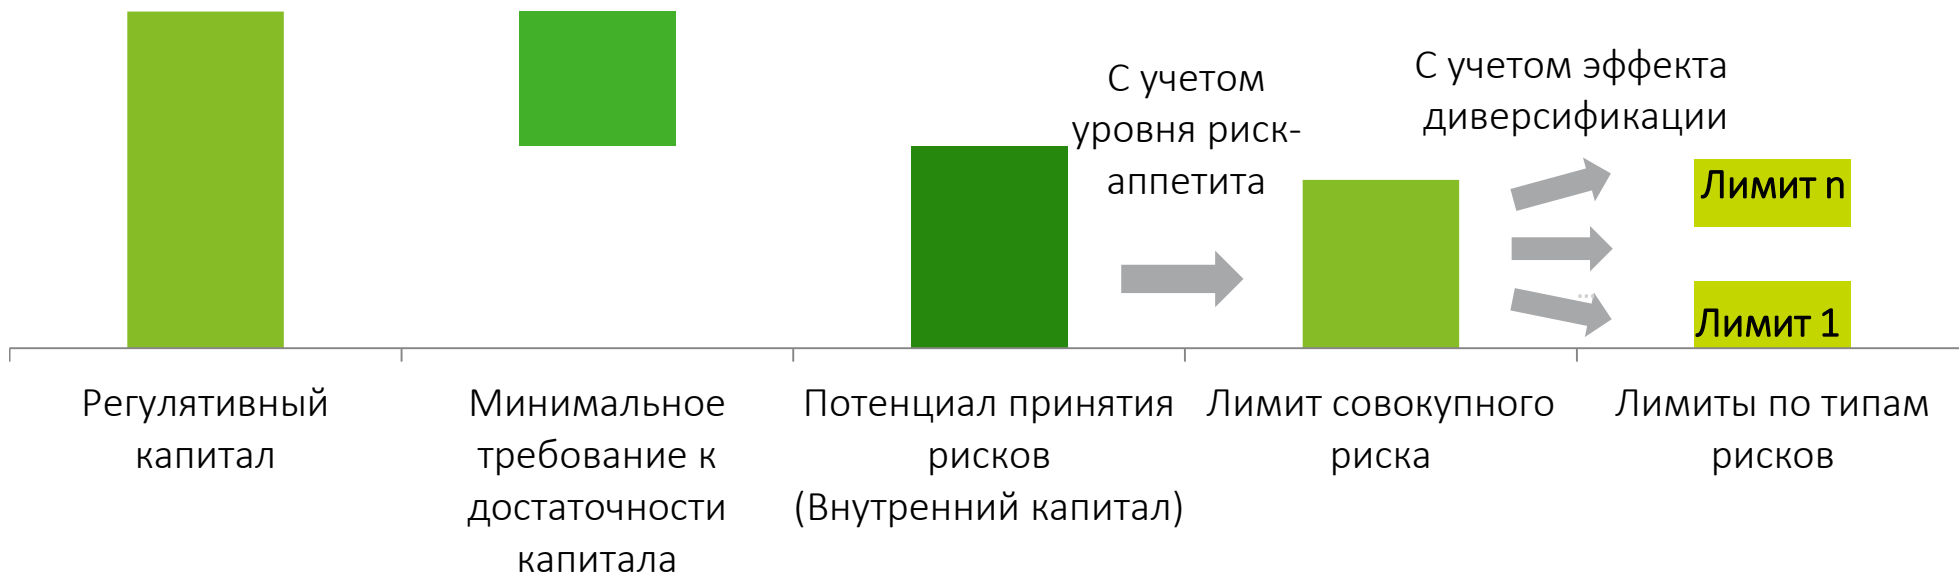 С учетом
уровня риск-
аппетита
С учетом эффекта
диверсификации
Лимит n
...
Лимит 1
Регулятивный
капитал
Минимальное
требование к
достаточности
капитала
Потенциал принятия
рисков
(Внутренний капитал)
Лимит совокупного
риска
Лимиты по типам
рисков